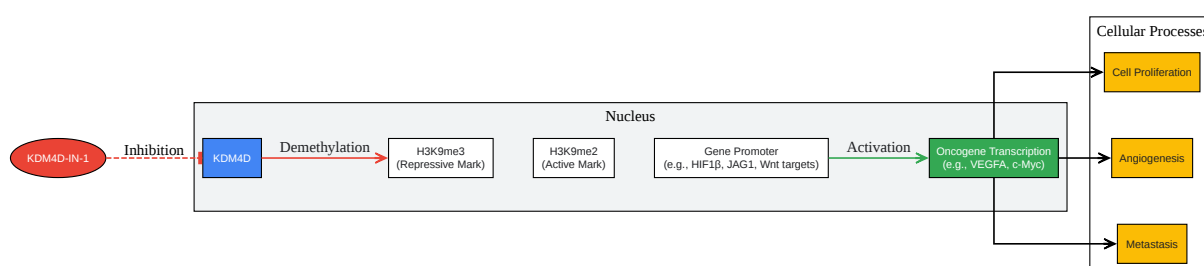 Cellular Processes
Cell Proliferation
Nucleus
KDM4D-IN-1
Inhibition
KDM4D
Demethylation
H3K9me3
(Repressive Mark)
H3K9me2
(Active Mark)
Gene Promoter
(e.g., HIF1β, JAG1, Wnt targets)
Activation
Oncogene Transcription
(e.g., VEGFA, c-Myc)
Angiogenesis
Metastasis